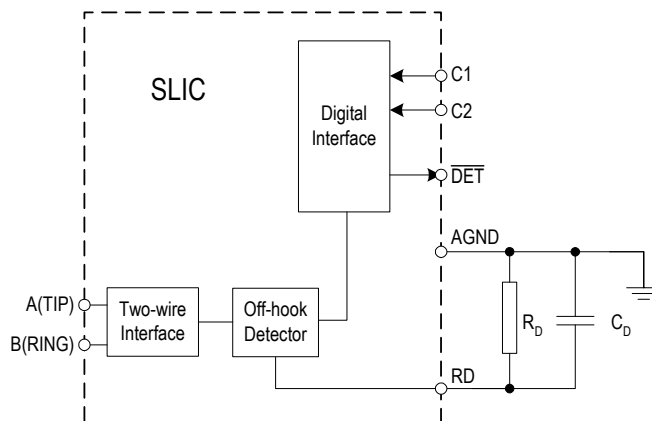 SLIC
C1
C2
Digital
Interface
DET
AGND
A(TIP)
Two-wire
Interface
Off-hook
Detector
B(RING)
RD
CD
RD